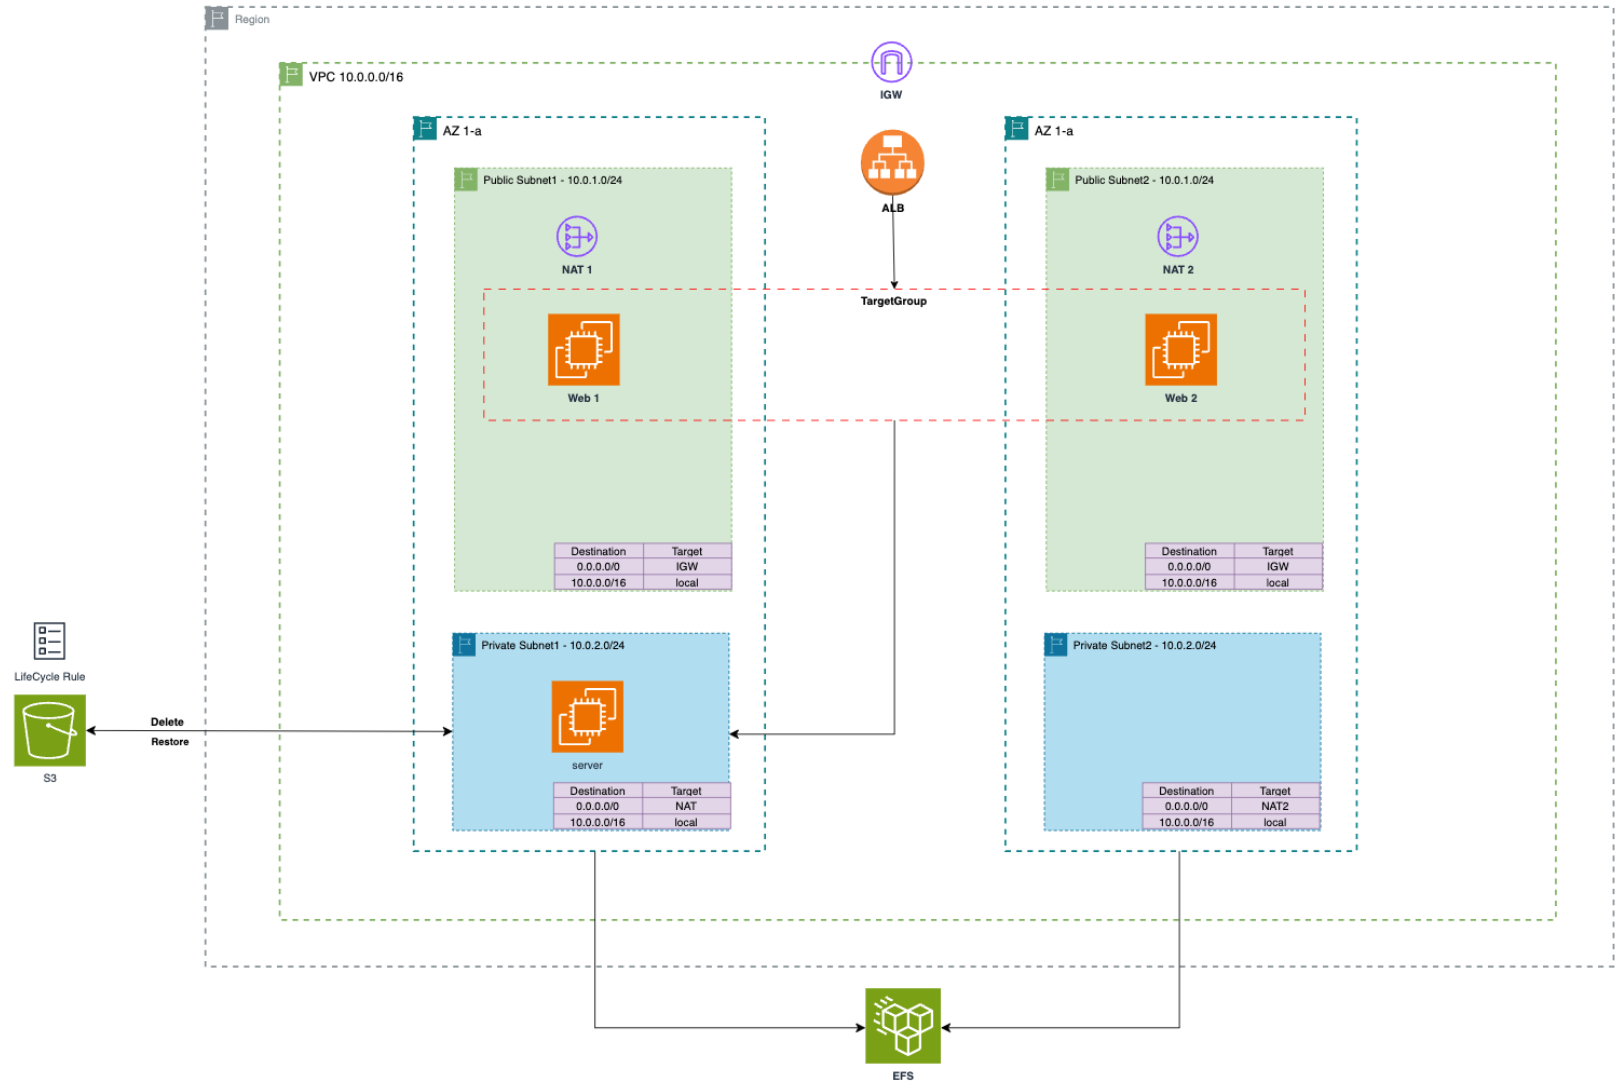 Region
VPC 10.0.0.0/16
IGW
AZ 1-a
AZ 1-a
ALB
Public Subnet1 - 10.0.1.0/24
Public Subnet2 - 10.0.1.0/24
NAT 1
NAT 2
TargetGroup
Web 1
Web 2
Destination Target
0.0.0.0/0 IGW
10.0.0.0/16 local
Destination Target
0.0.0.0/0 IGW
10.0.0.0/16 local
LifeCycle Rule
S3
Delete
Restore
Private Subnet1 - 10.0.2.0/24
server
Destination Target
0.0.0.0/0 NAT
10.0.0.0/16 local
Private Subnet2 - 10.0.2.0/24
Destination Target
0.0.0.0/0 NAT2
10.0.0.0/16 local
EFS